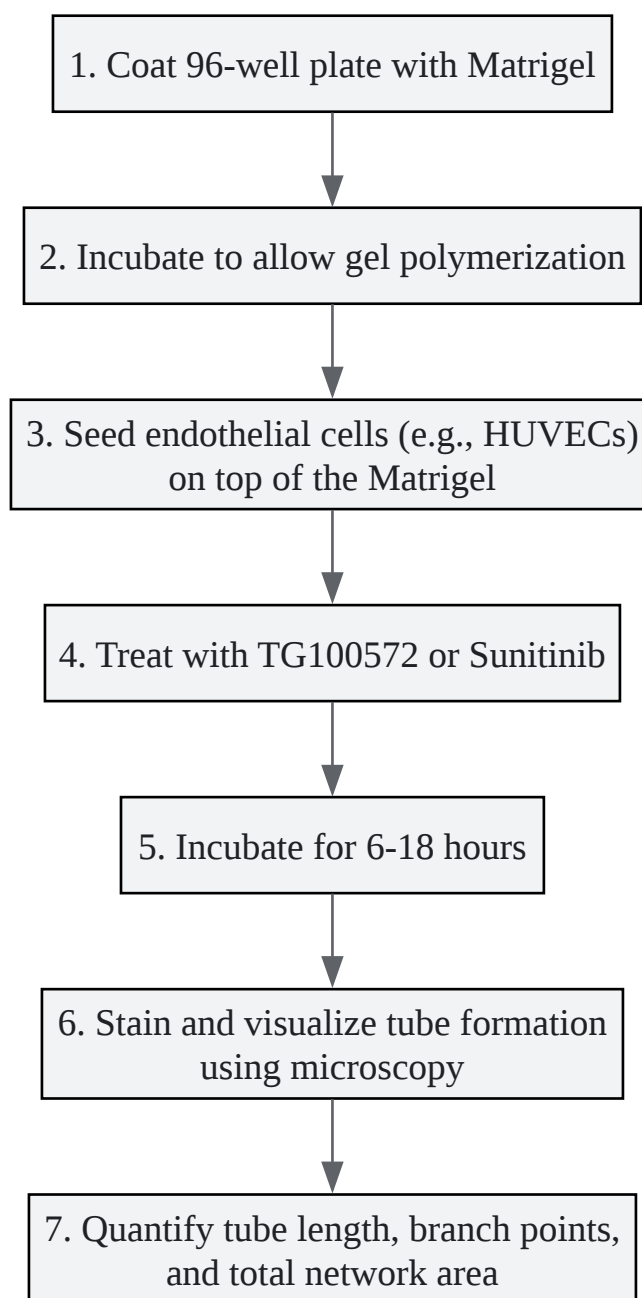 1. Coat 96-well plate with Matrigel
2. Incubate to allow gel polymerization
3. Seed endothelial cells (e.g., HUVECs)
on top of the Matrigel
4. Treat with TG100572 or Sunitinib
5. Incubate for 6-18 hours
6. Stain and visualize tube formation
using microscopy
7. Quantify tube length, branch points,
and total network area